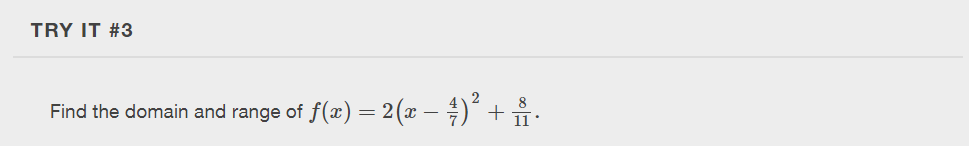 TRY IT #3
Find the domain and range of f(x) = 2(x − 4/7)² + 8/11.